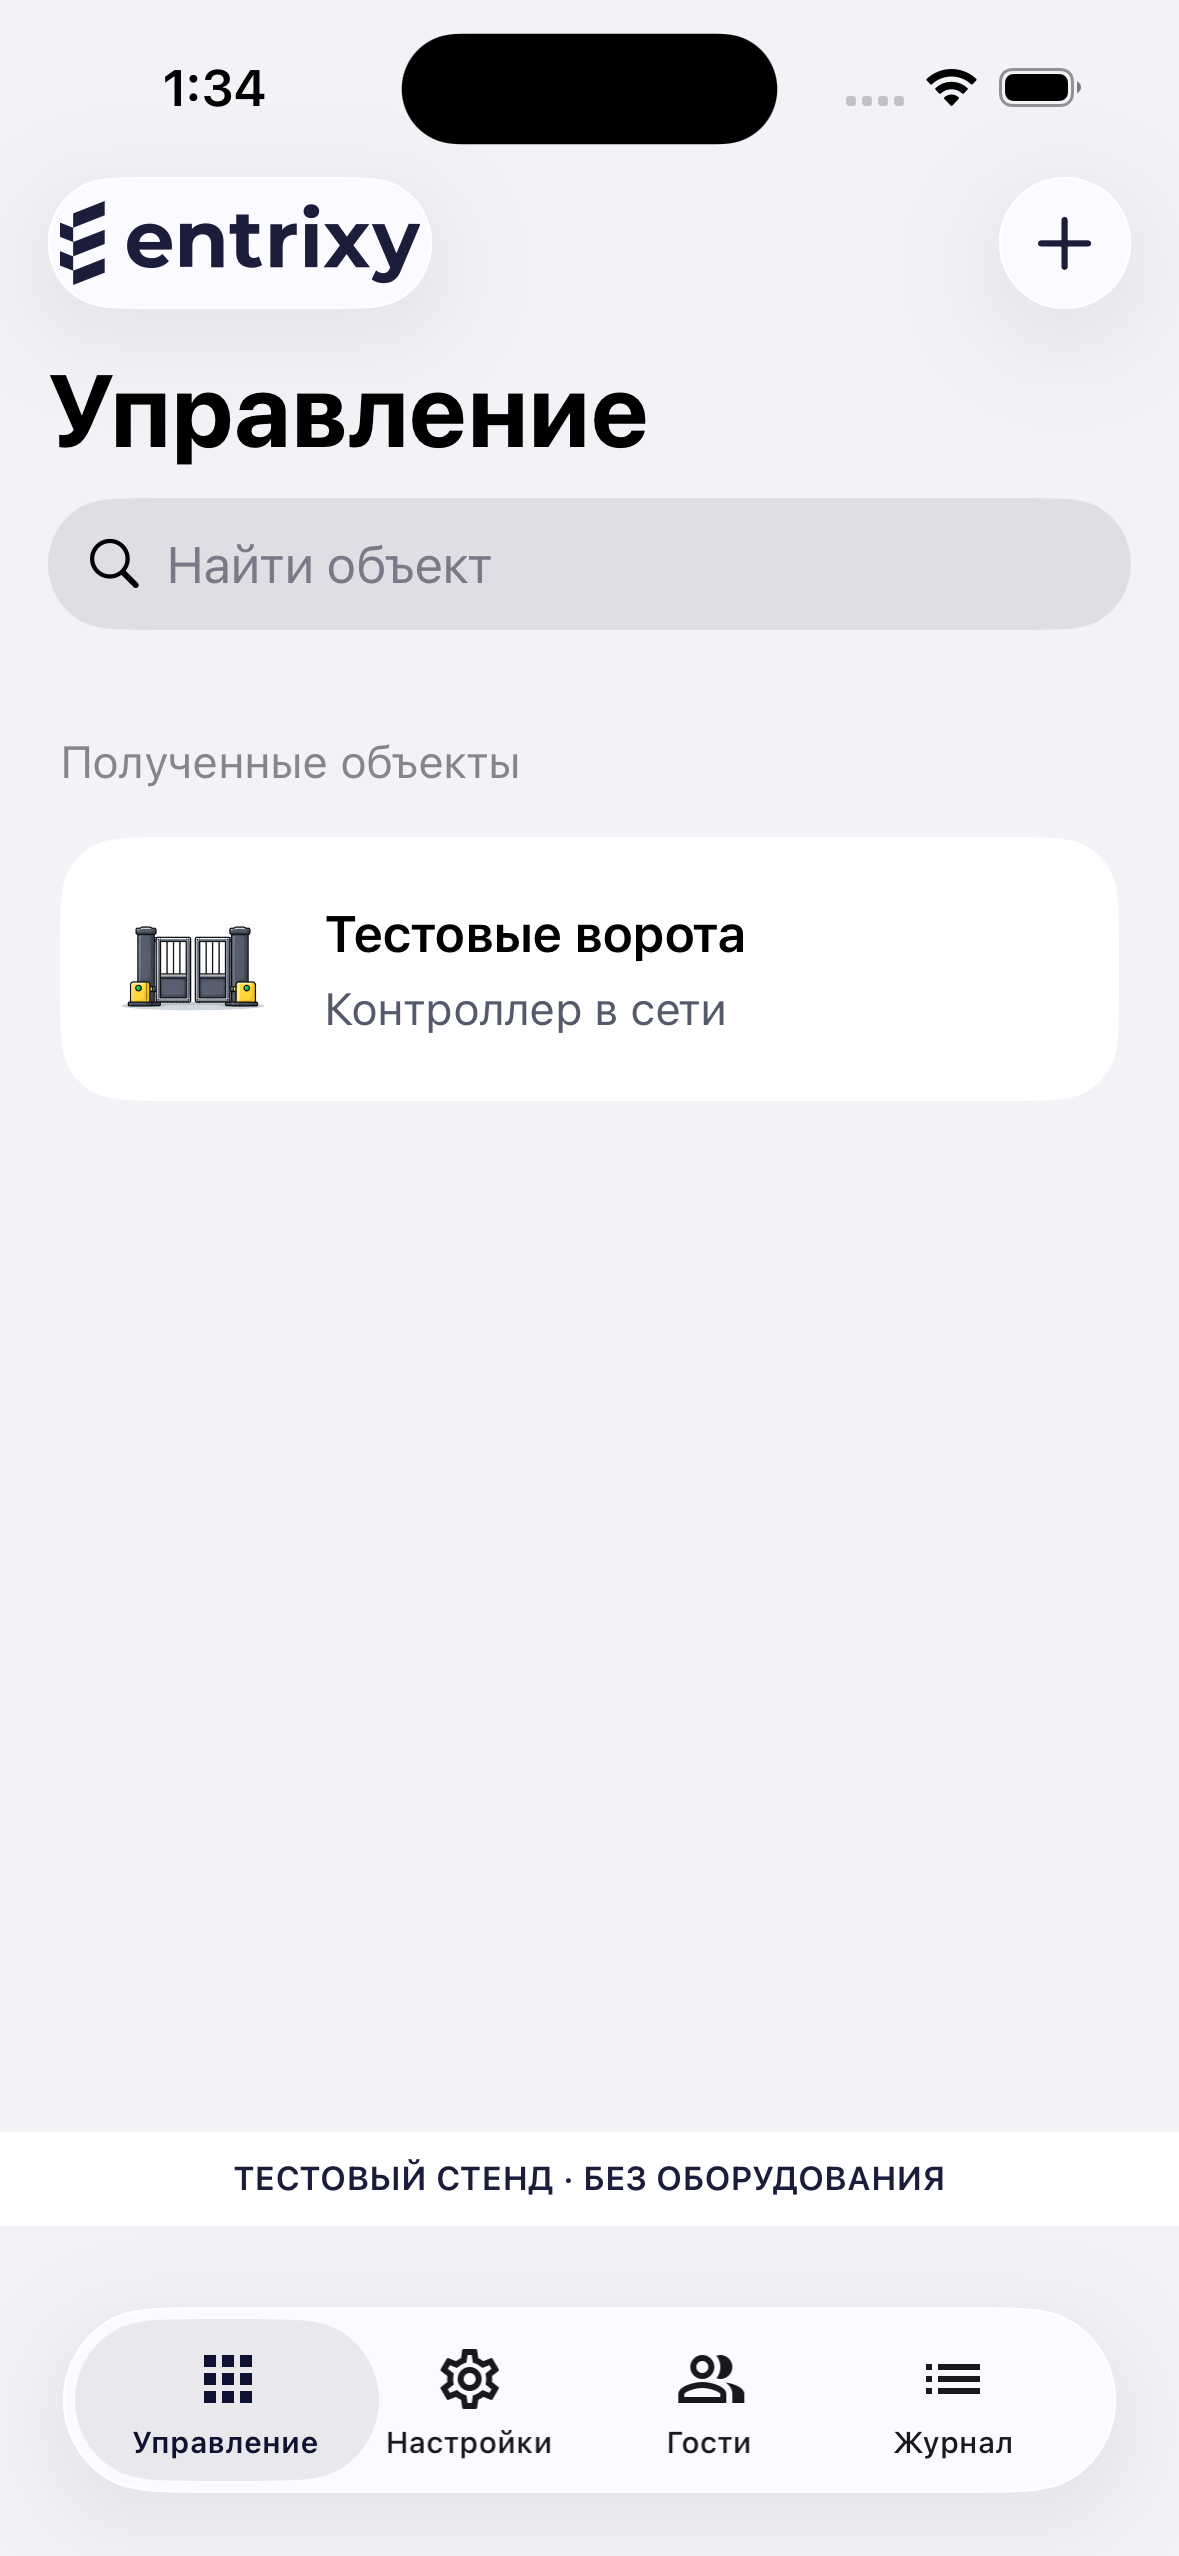 1:34
entrixy
Управление
Найти объект
Полученные объекты
Тестовые ворота
Контроллер в сети
ТЕСТОВЫЙ СТЕНД · БЕЗ ОБОРУДОВАНИЯ
Управление Настройки Гости Журнал